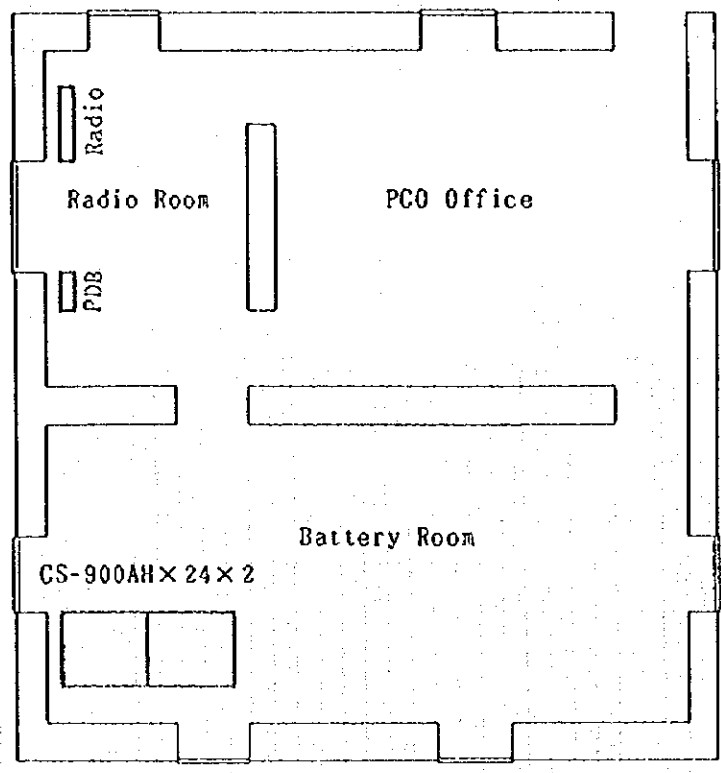 Radio
Radio Room
PCO Office
PDB
Battery Room
CS-900AH×24×2